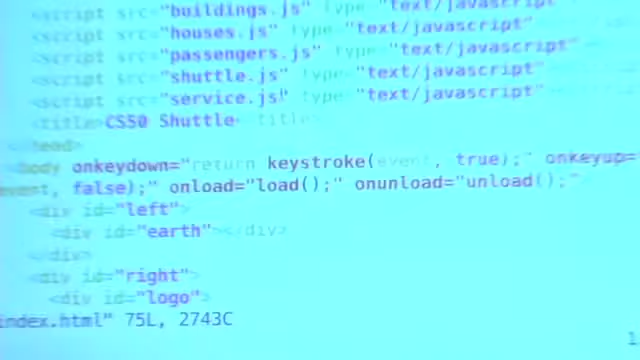 <script src="buildings.js" type="text/javascript"
<script src="houses.js" type="text/javascript"
<script src="passengers.js" type="text/javascript"
<script src="shuttle.js" type="text/javascript"
<script src="service.js" type="text/javascript"
<title>CS50 Shuttle</title>
</head>
<body onkeydown="return keystroke(event, true);" onkeyup=
event, false);" onload="load();" onunload="unload();"
<div id="left">
<div id="earth"></div>
</div>
<div id="right">
<div id="logo">
index.html" 75L, 2743C
1